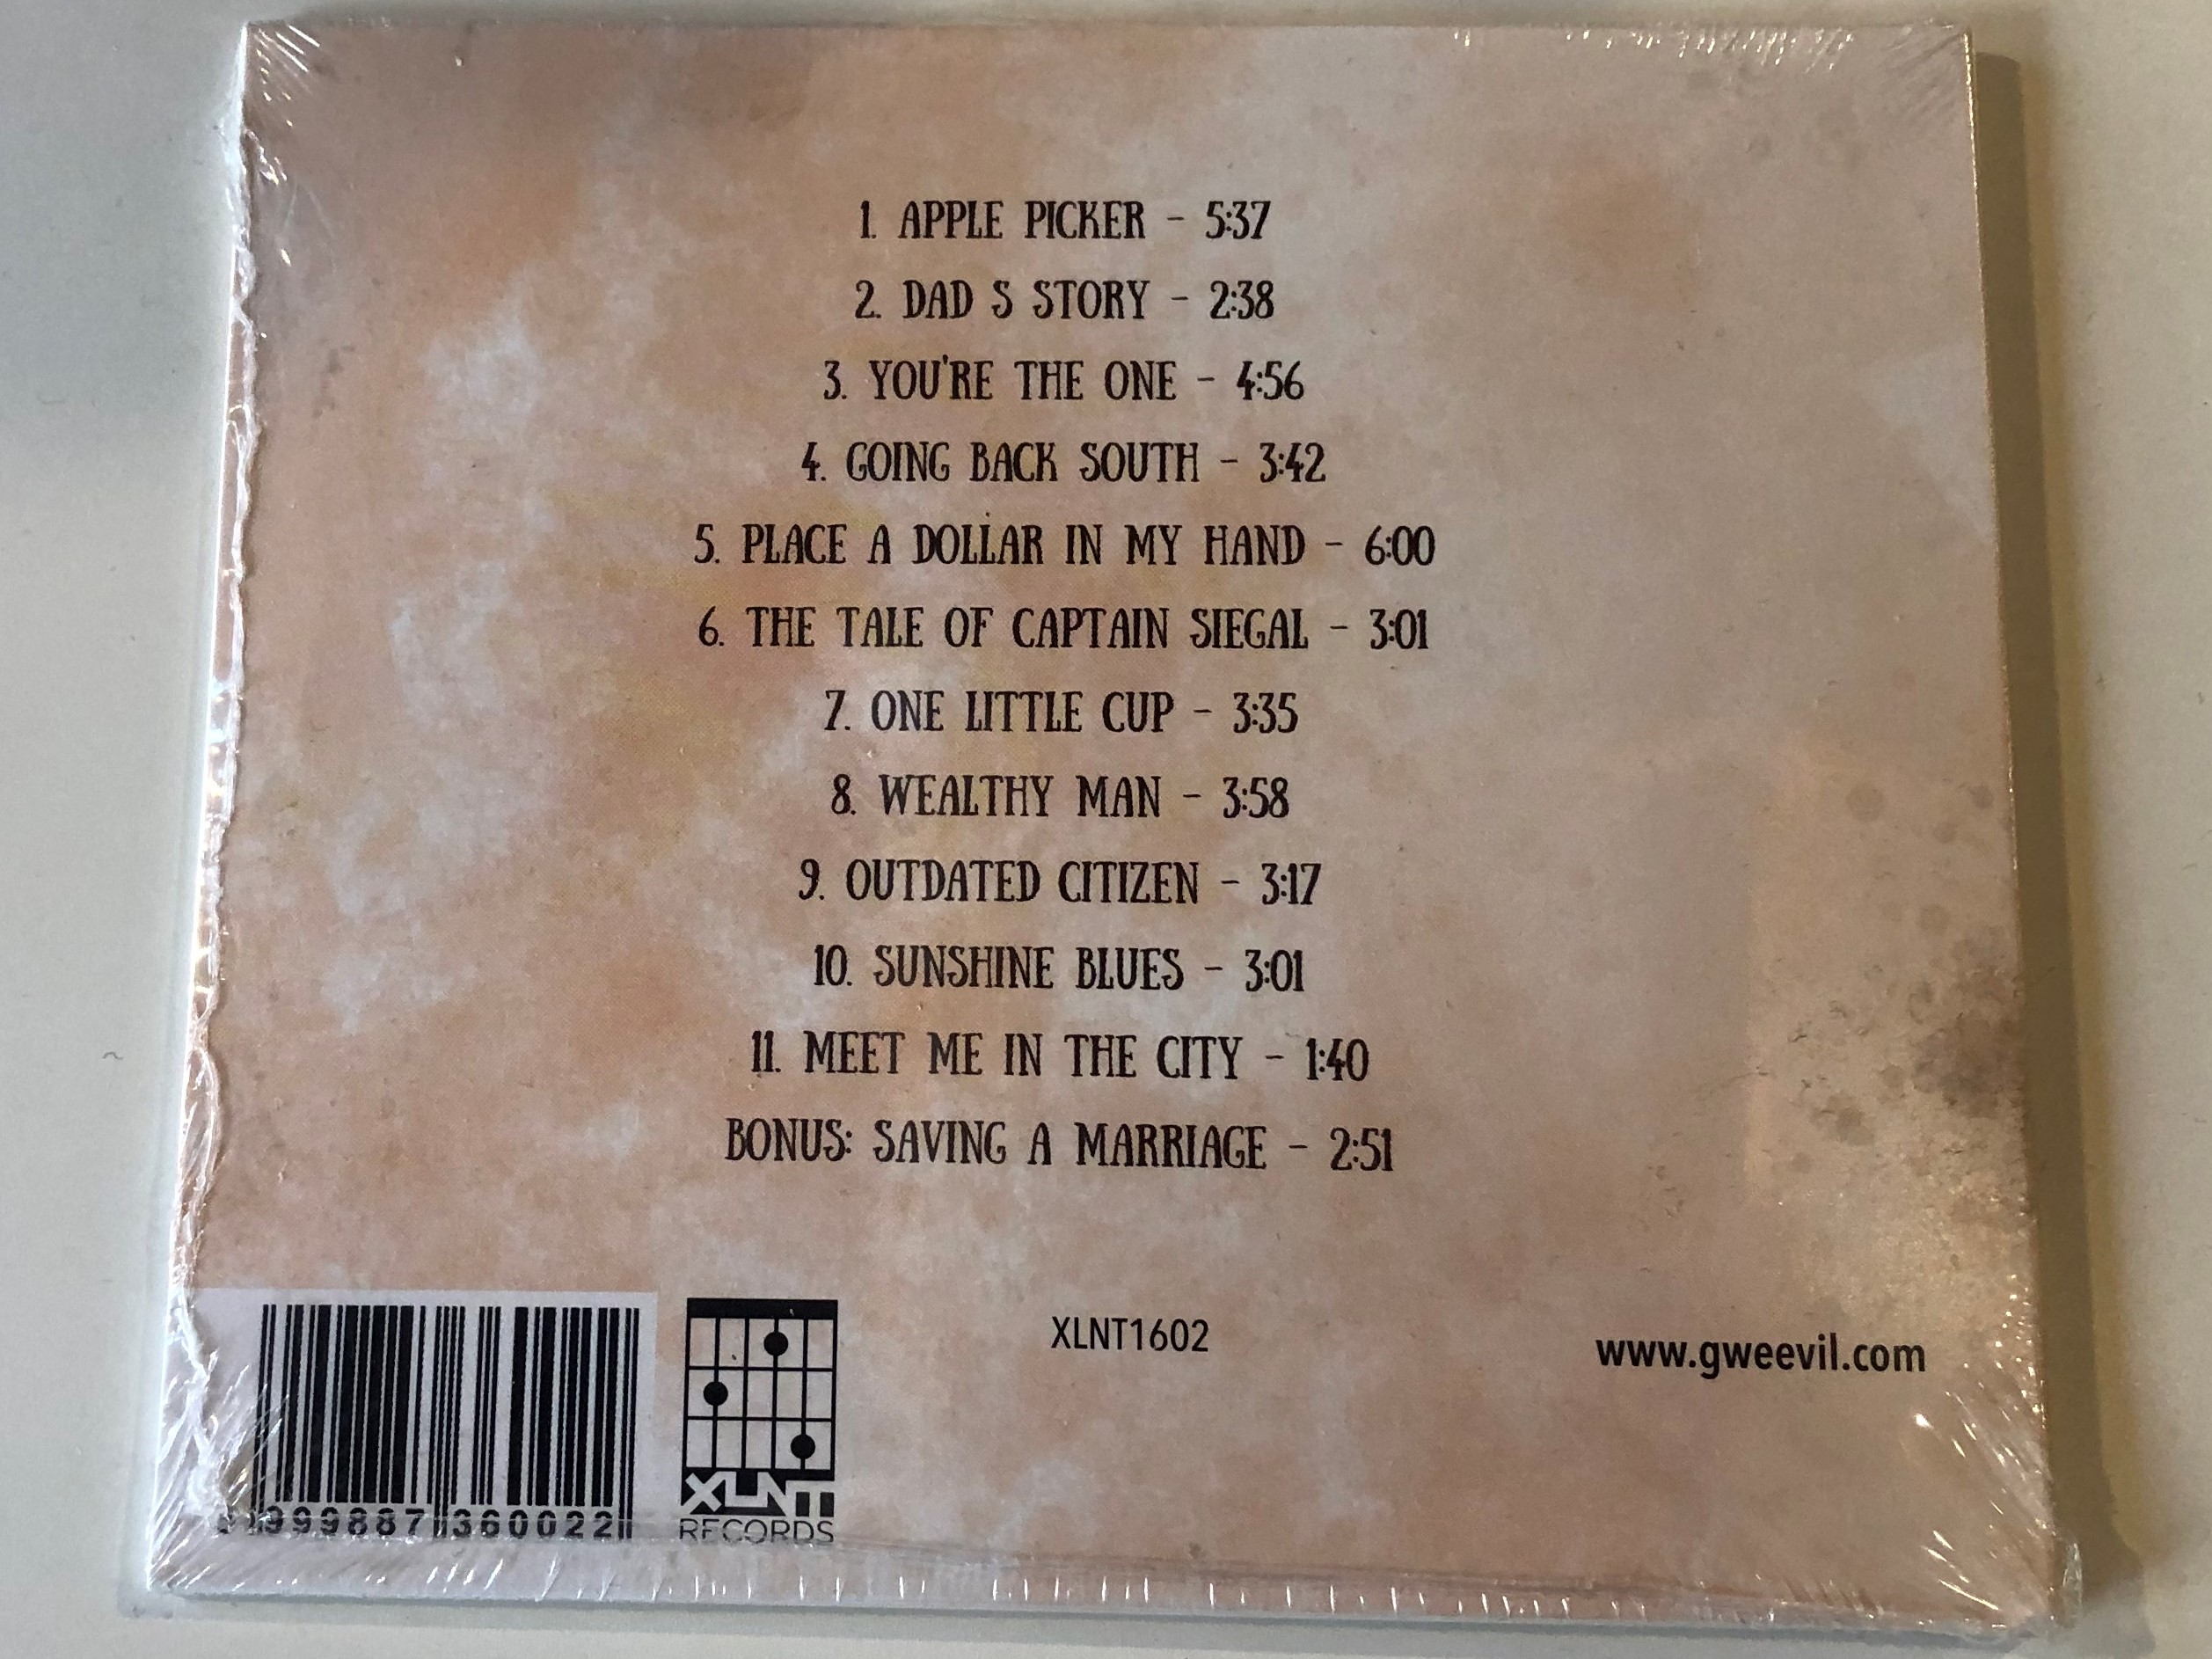 1. APPLE PICKER - 5:37
2. DAD S STORY - 2:38
3. YOU'RE THE ONE - 4:56
4. GOING BACK SOUTH - 3:42
5. PLACE A DOLLAR IN MY HAND - 6:00
6. THE TALE OF CAPTAIN SIEGAL - 3:01
7. ONE LITTLE CUP - 3:35
8. WEALTHY MAN - 3:58
9. OUTDATED CITIZEN - 3:17
10. SUNSHINE BLUES - 3:01
11. MEET ME IN THE CITY - 1:40
BONUS: SAVING A MARRIAGE - 2:51
XLNT1602
www.gweevil.com
999887 360022
XLNT
RECORDS